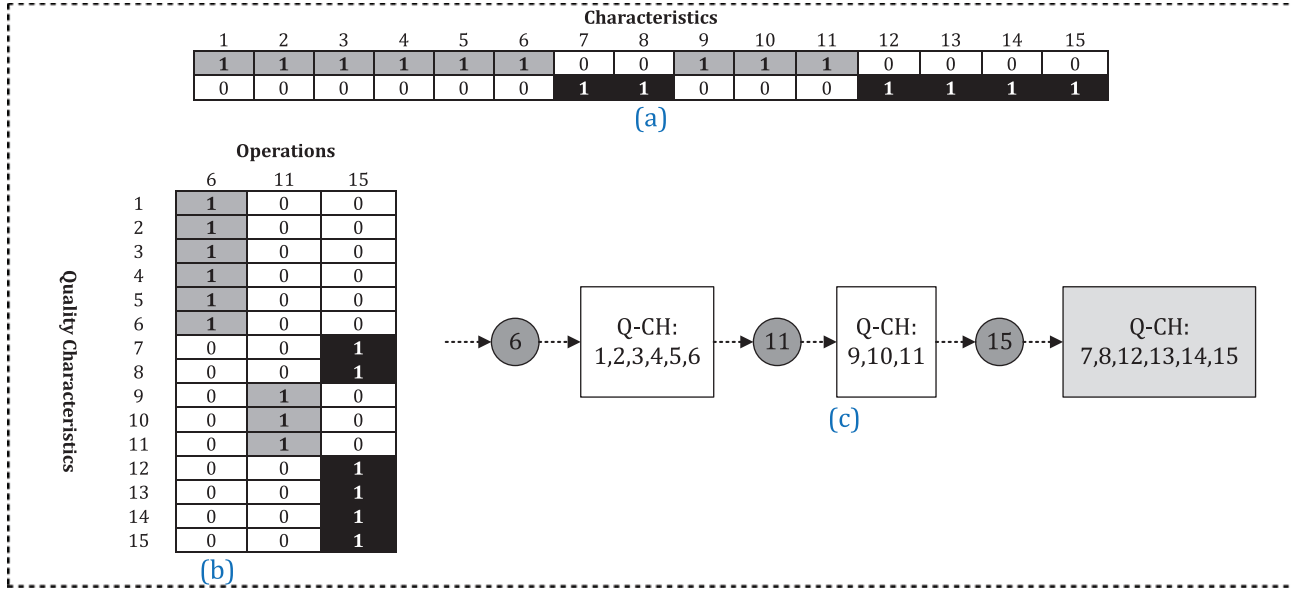 Characteristics
1 2 3 4 5 6 7 8 9 10 11 12 13 14 15
1 1 1 1 1 1 0 0 1 1 1 0 0 0 0
0 0 0 0 0 0 1 1 0 0 0 1 1 1 1
(a)
Operations
6 11 15
Quality Characteristics
1 1 0 0
2 1 0 0
3 1 0 0
4 1 0 0
5 1 0 0
6 1 0 0
7 0 0 1
8 0 0 1
9 0 1 0
10 0 1 0
11 0 1 0
12 0 0 1
13 0 0 1
14 0 0 1
15 0 0 1
(b)
6
Q-CH:
1,2,3,4,5,6
11
Q-CH:
9,10,11
15
Q-CH:
7,8,12,13,14,15
(c)